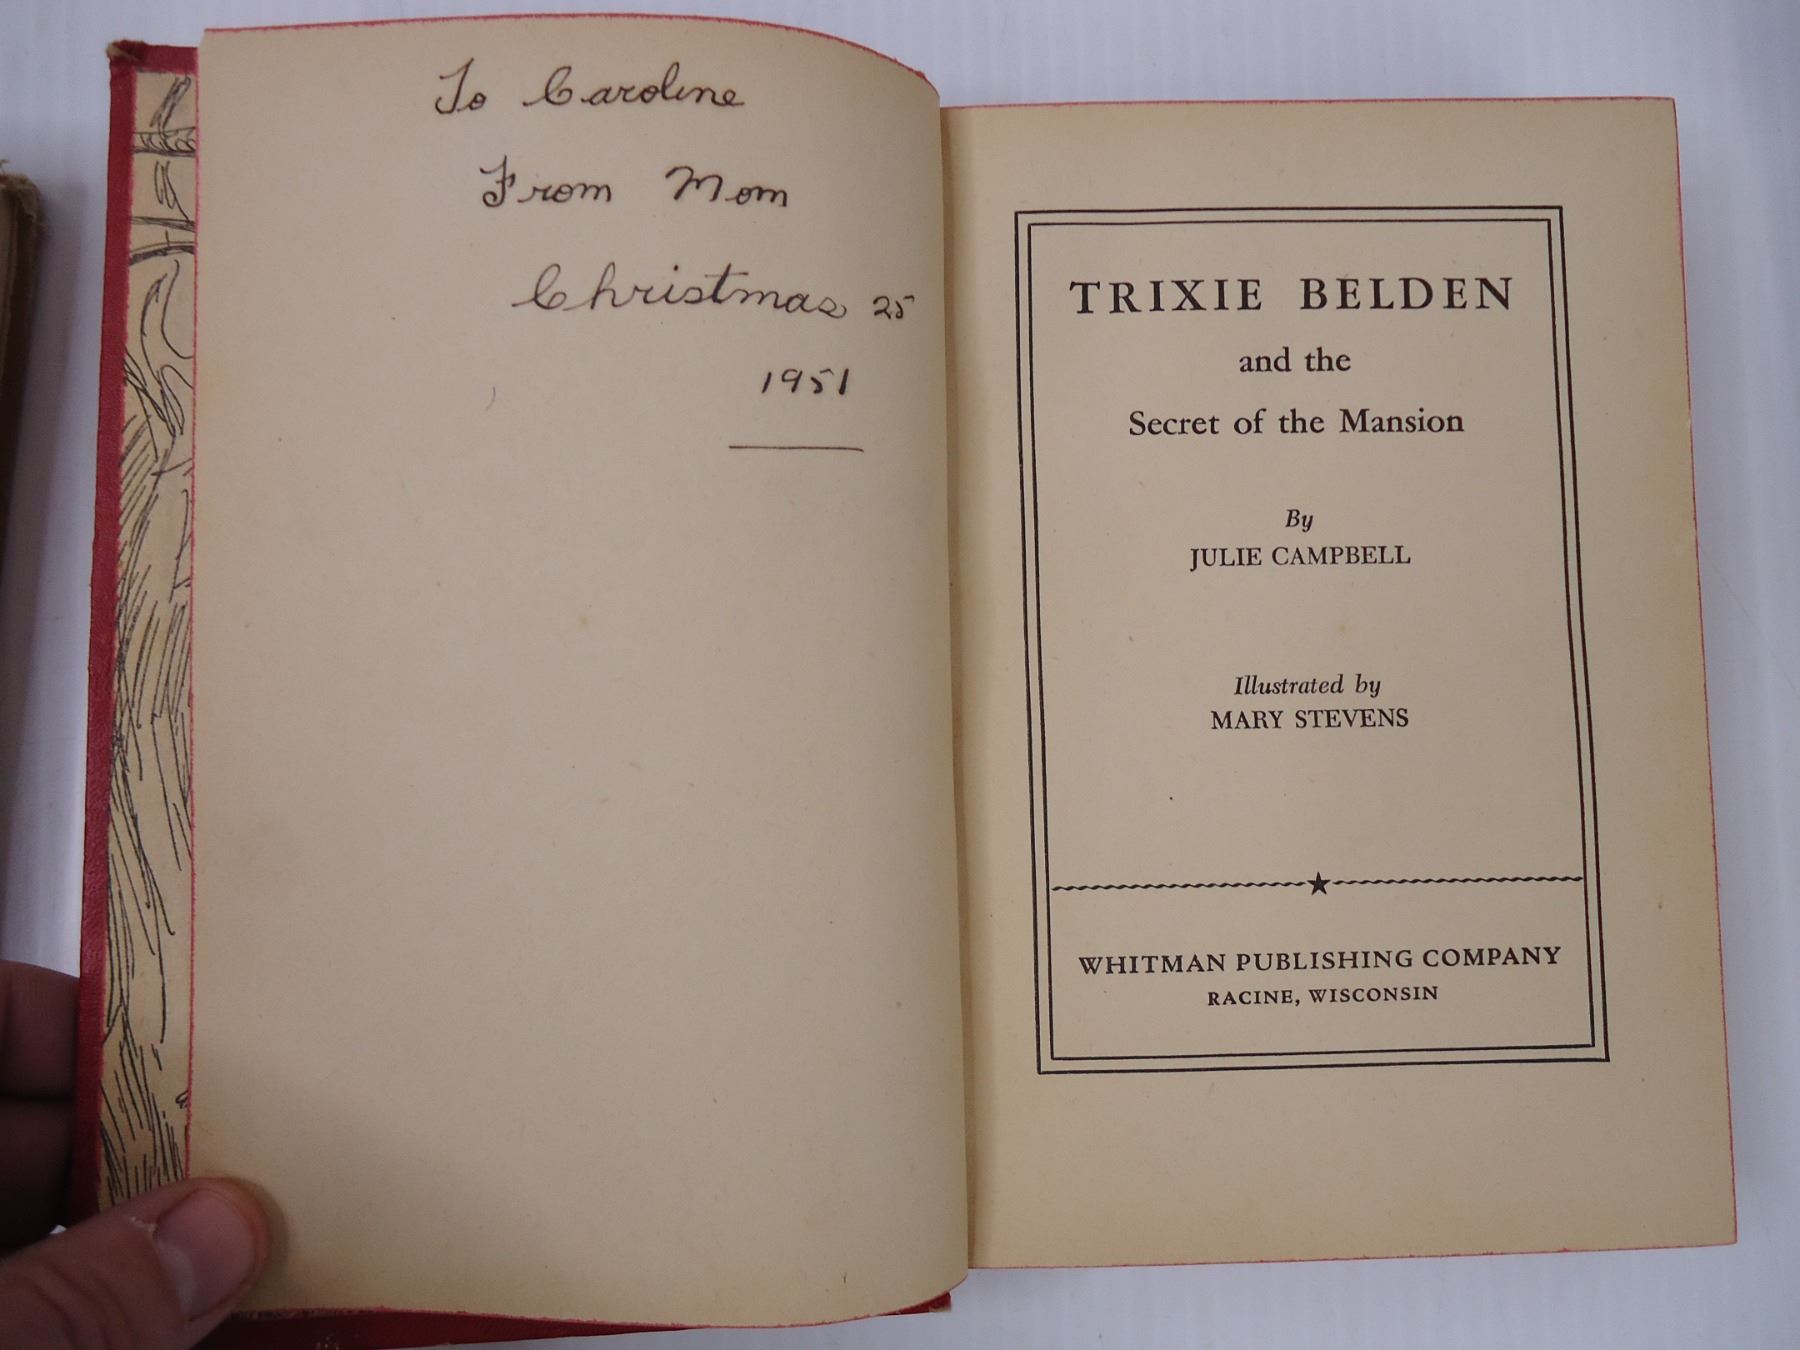 To Caroline
From Mom
Christmas 25
1951
TRIXIE BELDEN
and the
Secret of the Mansion
By
JULIE CAMPBELL
Illustrated by
MARY STEVENS
WHITMAN PUBLISHING COMPANY
RACINE, WISCONSIN